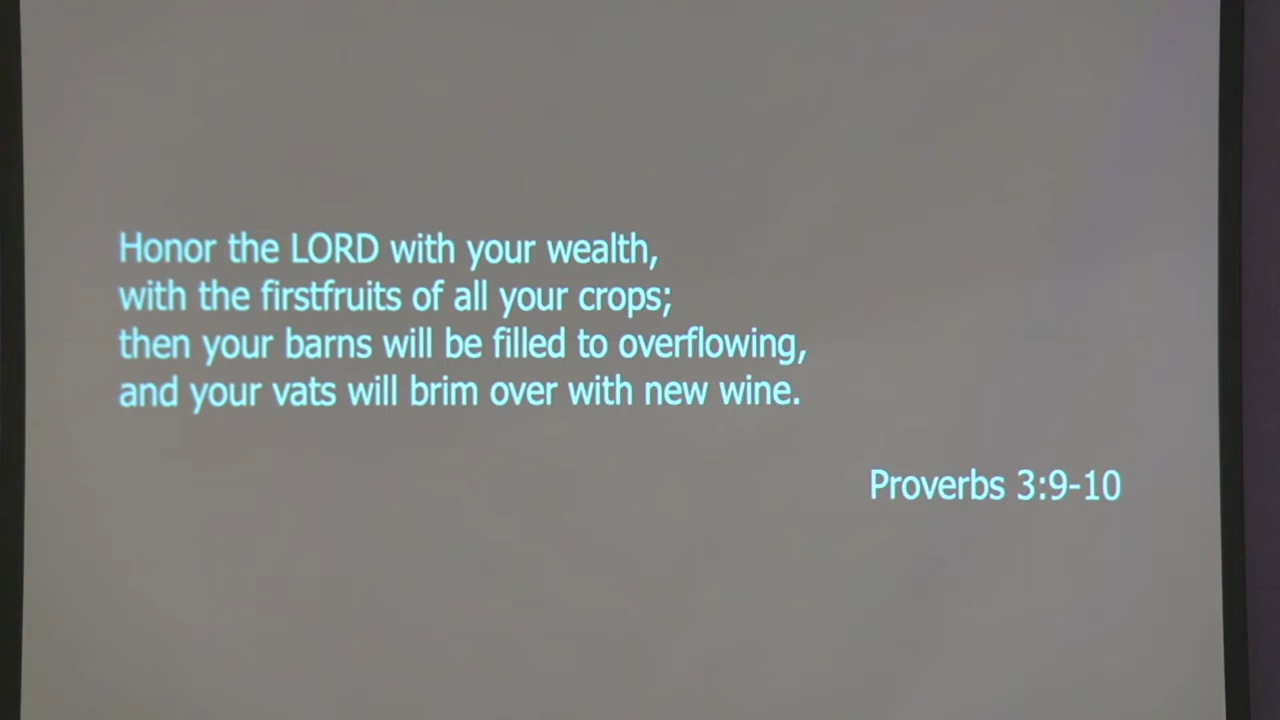 Honor the LORD with your wealth,
with the firstfruits of all your crops;
then your barns will be filled to overflowing,
and your vats will brim over with new wine.
Proverbs 3:9-10